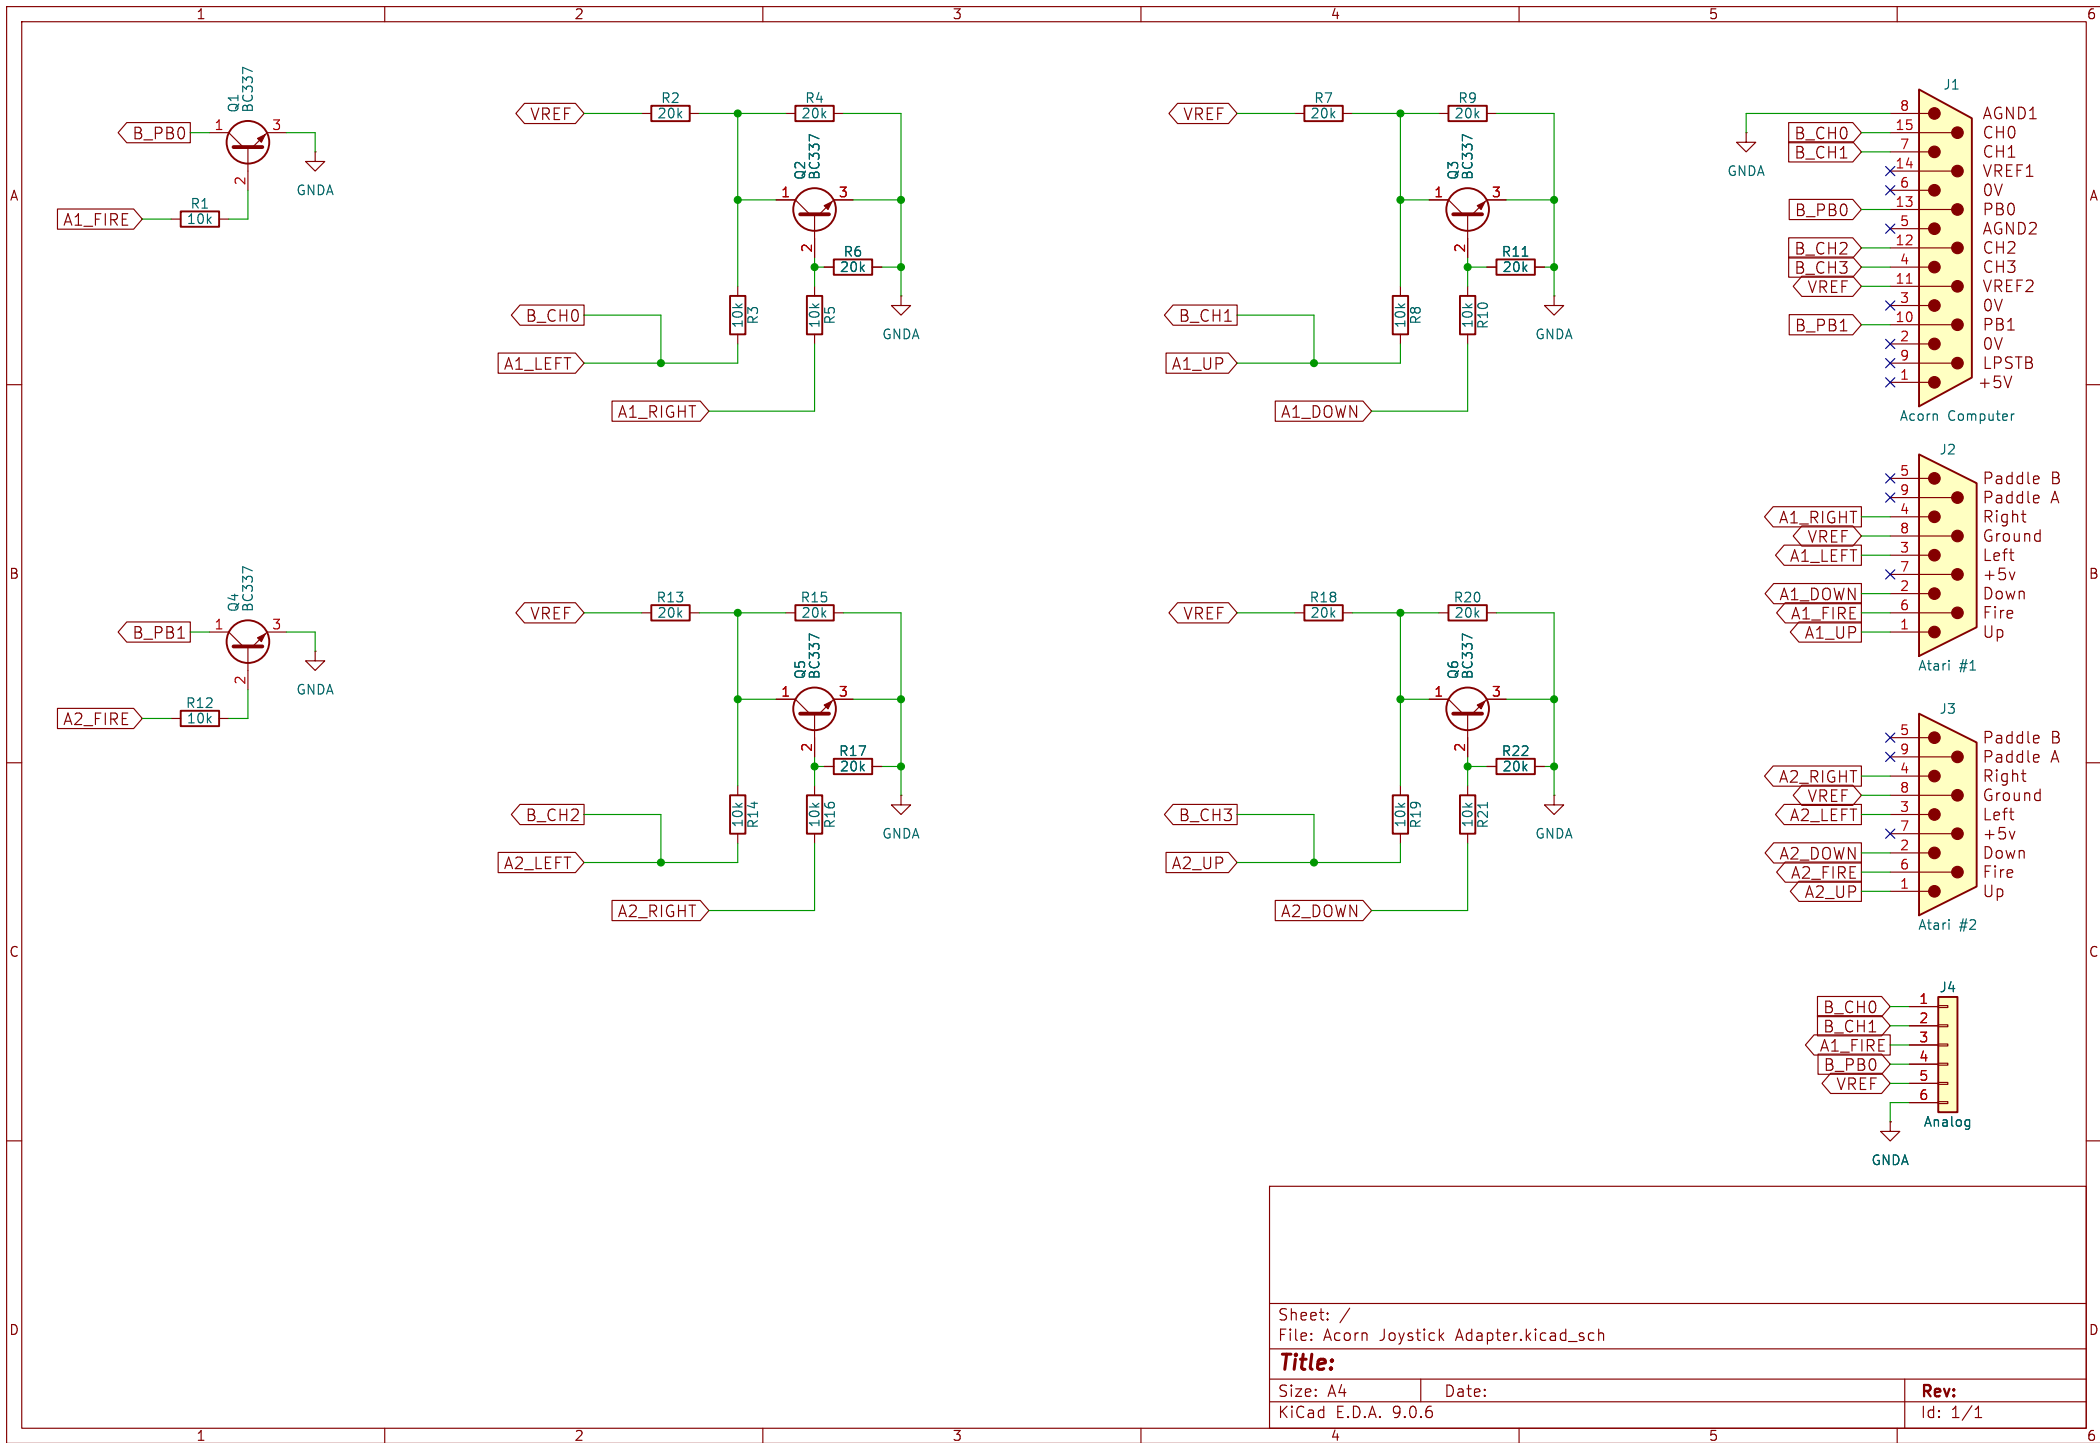 1 2 3 4 5 6
A B C D
A B C D
1 2 3 4 5 6
Q1
BC337
B_PB0
1
3
2
GNDA
R1
A1_FIRE
10k
VREF
R2
20k
R4
20k
Q2
BC337
1
3
2
R6
20k
B_CH0
10k
R3
10k
R5
GNDA
A1_LEFT
A1_RIGHT
VREF
R7
20k
R9
20k
Q3
BC337
1
3
2
R11
20k
B_CH1
10k
R8
10k
R10
GNDA
A1_UP
A1_DOWN
Q4
BC337
B_PB1
1
3
2
GNDA
R12
A2_FIRE
10k
VREF
R13
20k
R15
20k
Q5
BC337
1
3
2
R17
20k
B_CH2
10k
R14
10k
R16
GNDA
A2_LEFT
A2_RIGHT
VREF
R18
20k
R20
20k
Q6
BC337
1
3
2
R22
20k
B_CH3
10k
R19
10k
R21
GNDA
A2_UP
A2_DOWN
J1
8 AGND1
GNDA
B_CH0 15 CH0
B_CH1 7 CH1
14 VREF1
6 0V
B_PB0 13 PB0
5 AGND2
B_CH2 12 CH2
B_CH3 4 CH3
VREF 11 VREF2
3 0V
B_PB1 10 PB1
2 0V
9 LPSTB
1 +5V
Acorn Computer
J2
5 Paddle B
9 Paddle A
A1_RIGHT 4 Right
VREF 8 Ground
A1_LEFT 3 Left
7 +5v
A1_DOWN 2 Down
A1_FIRE 6 Fire
A1_UP 1 Up
Atari #1
J3
5 Paddle B
9 Paddle A
A2_RIGHT 4 Right
VREF 8 Ground
A2_LEFT 3 Left
7 +5v
A2_DOWN 2 Down
A2_FIRE 6 Fire
A2_UP 1 Up
Atari #2
J4
B_CH0 1
B_CH1 2
A1_FIRE 3
B_PB0 4
VREF 5
6
Analog
GNDA
Sheet: /
File: Acorn Joystick Adapter.kicad_sch
Title:
Size: A4 Date: Rev:
KiCad E.D.A. 9.0.6 Id: 1/1